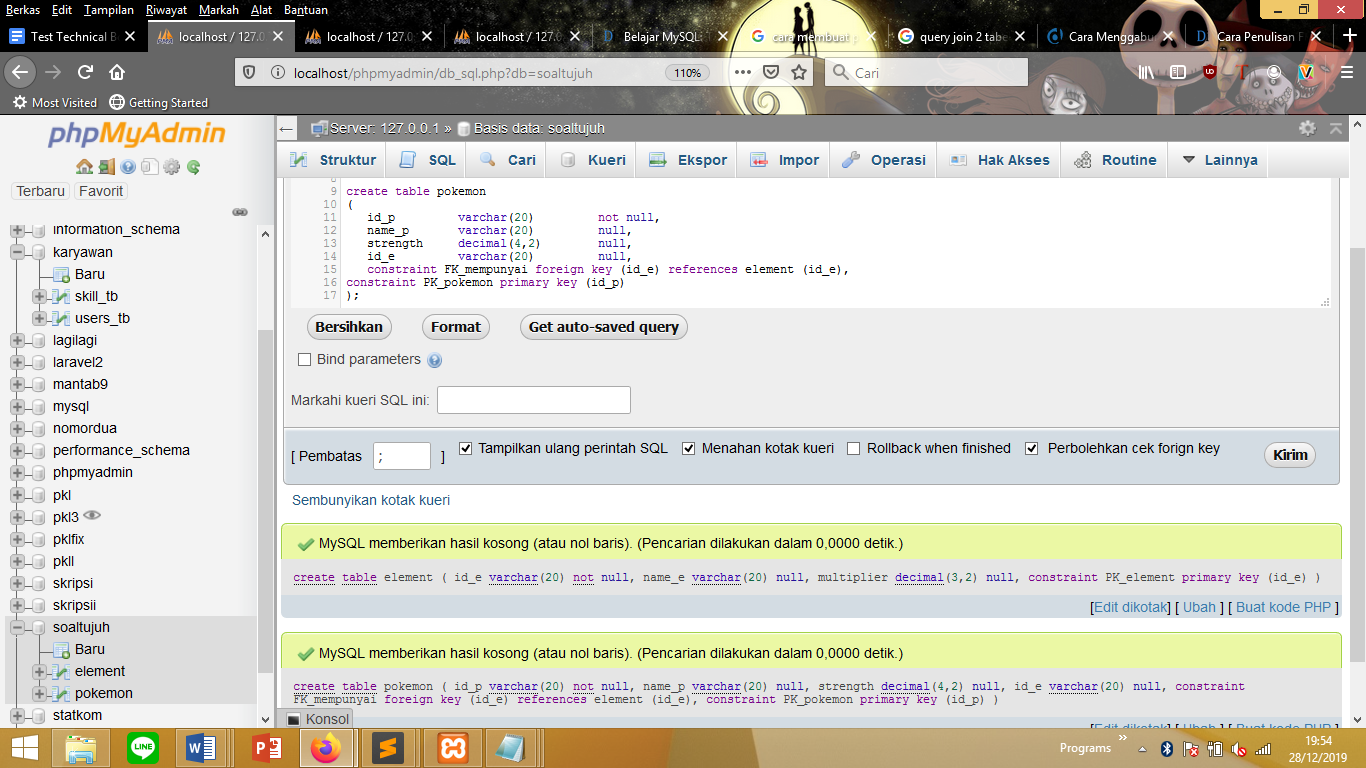 Berkas Edit Tampilan Riwayat Markah Alat Bantuan
Test Technical B
localhost / 127.0.
localhost / 127.0.
localhost / 127.0.
Belajar MySQL:
cara membuat p
query join 2 tabe
Cara Menggabu
Cara Penulisan F
localhost/phpmyadmin/db_sql.php?db=soaltujuh 110% Cari
Most Visited Getting Started
phpMyAdmin
Terbaru Favorit
information_schema
karyawan
Baru
skill_tb
users_tb
lagilagi
laravel2
mantab9
mysql
nomordua
performance_schema
phpmyadmin
pkl
pkl3
pklfix
pkll
skripsi
skripsii
soaltujuh
Baru
element
pokemon
statkom
Server: 127.0.0.1 » Basis data: soaltujuh
Struktur SQL Cari Kueri Ekspor Impor Operasi Hak Akses Routine Lainnya
8
9 create table pokemon
10 (
11 id_p varchar(20) not null,
12 name_p varchar(20) null,
13 strength decimal(4,2) null,
14 id_e varchar(20) null,
15 constraint FK_mempunyai foreign key (id_e) references element (id_e),
16 constraint PK_pokemon primary key (id_p)
17 );
Bersihkan Format Get auto-saved query
Bind parameters
Markahi kueri SQL ini:
[ Pembatas ; ] Tampilkan ulang perintah SQL Menahan kotak kueri Rollback when finished Perbolehkan cek forign key Kirim
Sembunyikan kotak kueri
MySQL memberikan hasil kosong (atau nol baris). (Pencarian dilakukan dalam 0,0000 detik.)
create table element ( id_e varchar(20) not null, name_e varchar(20) null, multiplier decimal(3,2) null, constraint PK_element primary key (id_e) )
[Edit dikotak] [ Ubah ] [ Buat kode PHP ]
MySQL memberikan hasil kosong (atau nol baris). (Pencarian dilakukan dalam 0,0000 detik.)
create table pokemon ( id_p varchar(20) not null, name_p varchar(20) null, strength decimal(4,2) null, id_e varchar(20) null, constraint
FK_mempunyai foreign key (id_e) references element (id_e), constraint PK_pokemon primary key (id_p) )
[Edit dikotak] [ Ubah ] [ Buat kode PHP ]
Konsol
LINE
Programs »
19:54
28/12/2019